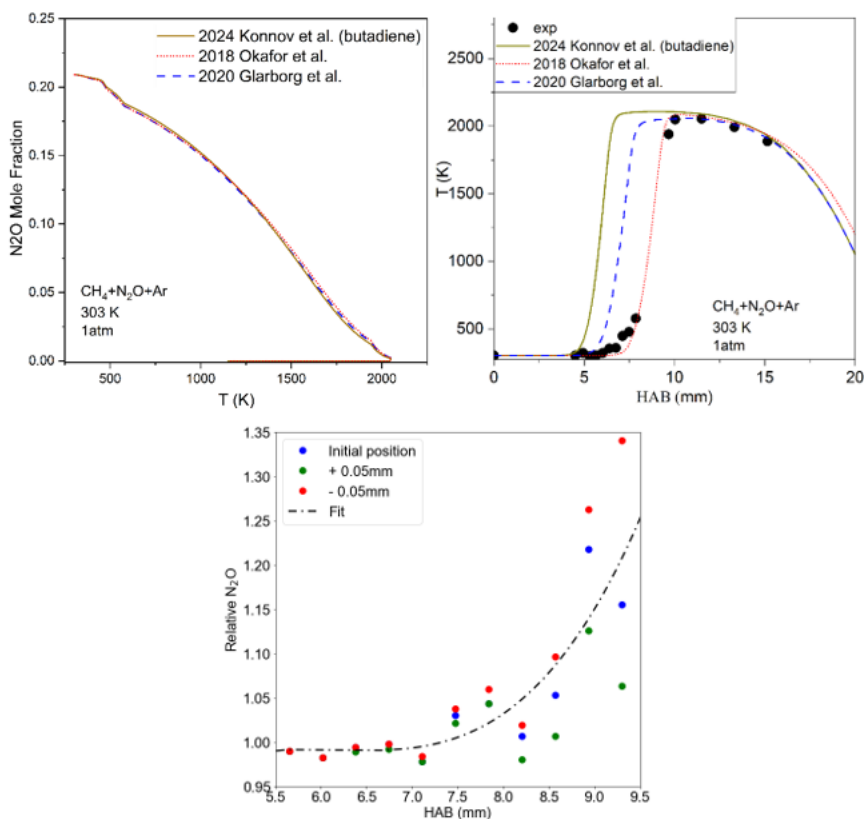 2024 Konnov et al. (butadiene)
2018 Okafor et al.
2020 Glarborg et al.
0.25
0.20
0.15
0.10
0.05
0.00
N2O Mole Fraction
CH₄+N₂O+Ar
303 K
1atm
500
1000
1500
2000
T (K)
exp
2024 Konnov et al. (butadiene)
2018 Okafor et al.
2020 Glarborg et al.
2500
2000
1500
1000
500
T (K)
CH₄+N₂O+Ar
303 K
1atm
0
5
10
15
20
HAB (mm)
1.35
1.30
1.25
1.20
1.15
1.10
1.05
1.00
0.95
Relative N₂O
Initial position
+ 0.05mm
- 0.05mm
Fit
5.5
6.0
6.5
7.0
7.5
8.0
8.5
9.0
9.5
HAB (mm)